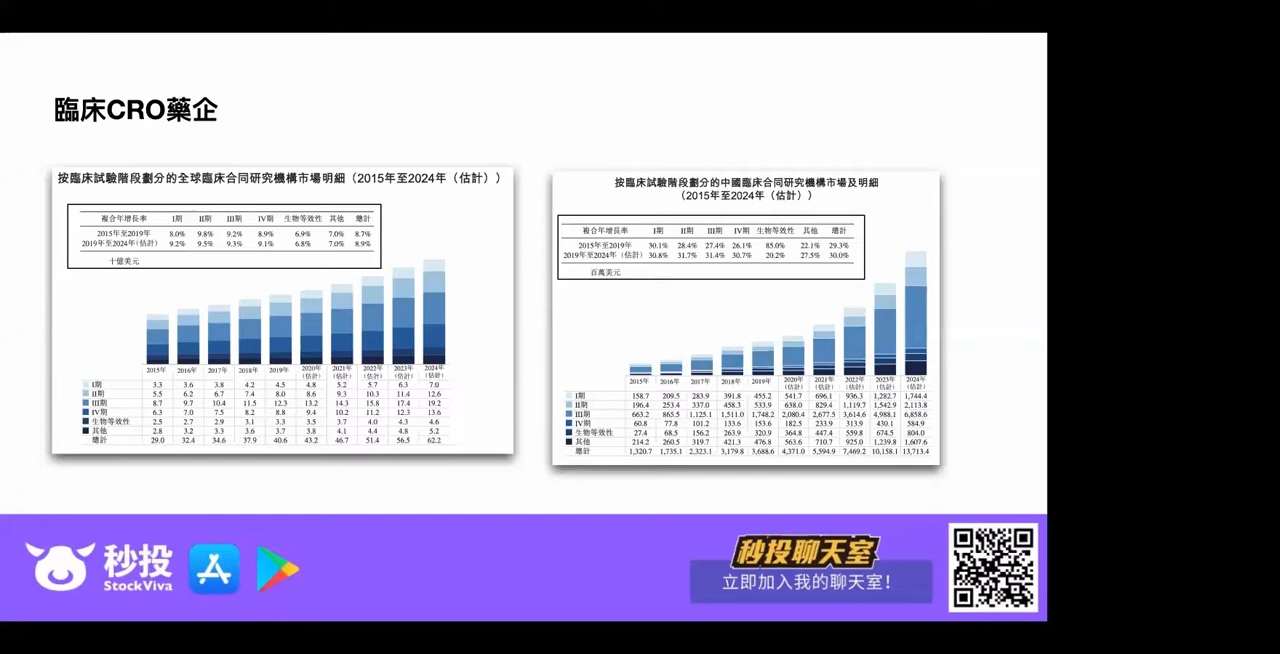 臨床CRO藥企
按臨床試驗階段劃分的全球臨床合同研究機構市場明細（2015年至2024年（估計））
複合年增長率 I期 II期 III期 IV期 生物等效性 其他 總計
2015年至2019年 8.0% 9.8% 9.2% 8.9% 6.9% 7.0% 8.7%
2019年至2024年(估計) 9.2% 9.5% 9.3% 9.1% 6.8% 7.0% 8.9%
十億美元
2015年 2016年 2017年 2018年 2019年 2020年(估計) 2021年(估計) 2022年(估計) 2023年(估計) 2024年(估計)
I期 3.3 3.6 3.8 4.2 4.5 4.8 5.2 5.7 6.3 7.0
II期 5.5 6.2 6.7 7.4 8.0 8.6 9.3 10.3 11.4 12.6
III期 8.7 9.7 10.4 11.5 12.3 13.2 14.3 15.8 17.4 19.2
IV期 6.3 7.0 7.5 8.2 8.8 9.4 10.2 11.2 12.3 13.6
生物等效性 2.5 2.7 2.9 3.1 3.3 3.5 3.7 4.0 4.3 4.6
其他 2.8 3.2 3.3 3.6 3.7 3.8 4.1 4.4 4.8 5.2
總計 29.0 32.4 34.6 37.9 40.6 43.2 46.7 51.4 56.5 62.2
按臨床試驗階段劃分的中國臨床合同研究機構市場及明細
（2015年至2024年（估計））
複合年增長率 I期 II期 III期 IV期 生物等效性 其他 總計
2015年至2019年 30.1% 28.4% 27.4% 26.1% 85.0% 22.1% 29.3%
2019年至2024年(估計) 30.8% 31.7% 31.4% 30.7% 20.2% 27.5% 30.0%
百萬美元
2015年 2016年 2017年 2018年 2019年 2020年(估計) 2021年(估計) 2022年(估計) 2023年(估計) 2024年(估計)
I期 158.7 209.5 283.9 391.8 455.2 541.7 696.1 936.3 1,282.7 1,744.4
II期 196.4 253.4 337.0 458.3 533.9 638.0 829.4 1,119.7 1,542.9 2,113.8
III期 663.2 865.5 1,125.1 1,511.0 1,748.2 2,080.4 2,677.5 3,614.6 4,988.1 6,858.6
IV期 60.8 77.8 101.2 133.6 153.6 182.5 233.9 313.9 430.1 584.9
生物等效性 27.4 68.5 156.2 263.9 320.9 364.8 447.4 559.8 674.5 804.0
其他 214.2 260.5 319.7 421.3 476.8 563.6 710.7 925.0 1,239.8 1,607.6
總計 1,320.7 1,735.1 2,323.1 3,179.8 3,688.6 4,371.0 5,594.9 7,469.2 10,158.1 13,713.4
秒投
StockViva
秒投聊天室
立即加入我的聊天室！